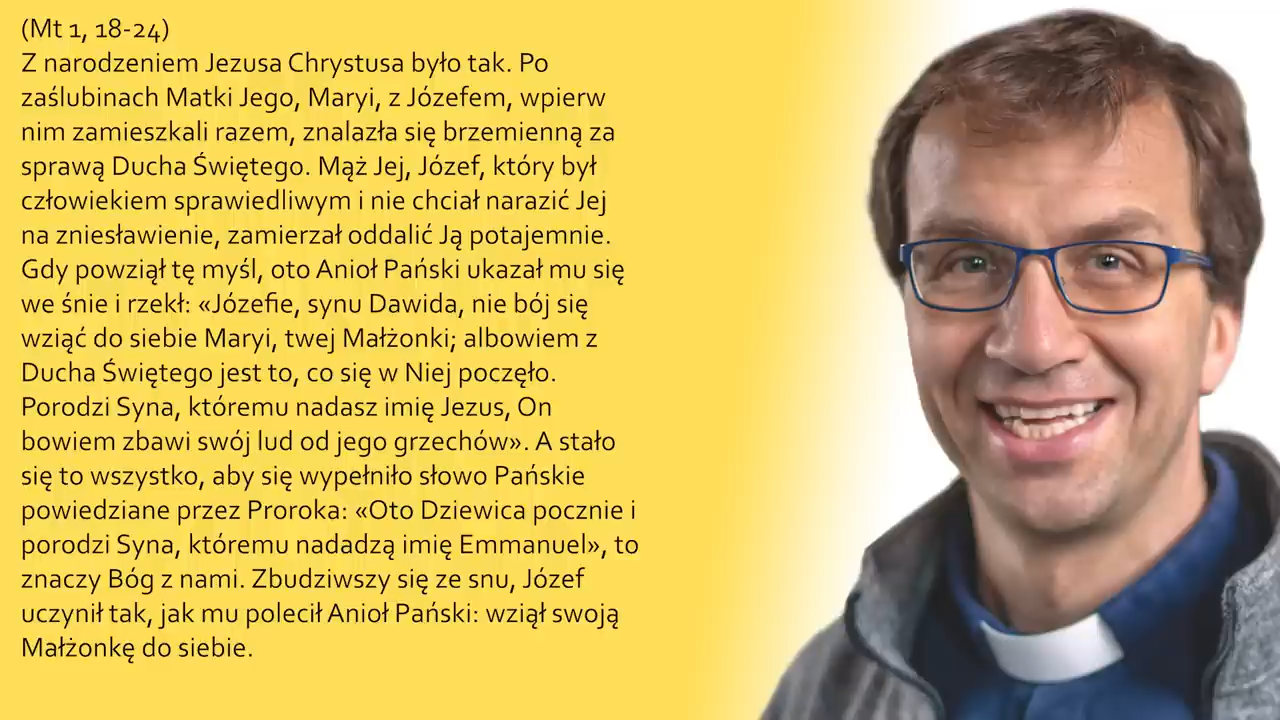 (Mt 1, 18-24)
Z narodzeniem Jezusa Chrystusa było tak. Po
zaślubinach Matki Jego, Maryi, z Józefem, wpierw
nim zamieszkali razem, znalazła się brzemienną za
sprawą Ducha Świętego. Mąż Jej, Józef, który był
człowiekiem sprawiedliwym i nie chciał narazić Jej
na zniesławienie, zamierzał oddalić Ją potajemnie.
Gdy powziął tę myśl, oto Anioł Pański ukazał mu się
we śnie i rzekł: «Józefie, synu Dawida, nie bój się
wziąć do siebie Maryi, twej Małżonki; albowiem z
Ducha Świętego jest to, co się w Niej poczęło.
Porodzi Syna, któremu nadasz imię Jezus, On
bowiem zbawi swój lud od jego grzechów». A stało
się to wszystko, aby się wypełniło słowo Pańskie
powiedziane przez Proroka: «Oto Dziewica pocznie i
porodzi Syna, któremu nadadzą imię Emmanuel», to
znaczy Bóg z nami. Zbudziwszy się ze snu, Józef
uczynił tak, jak mu polecił Anioł Pański: wziął swoją
Małżonkę do siebie.